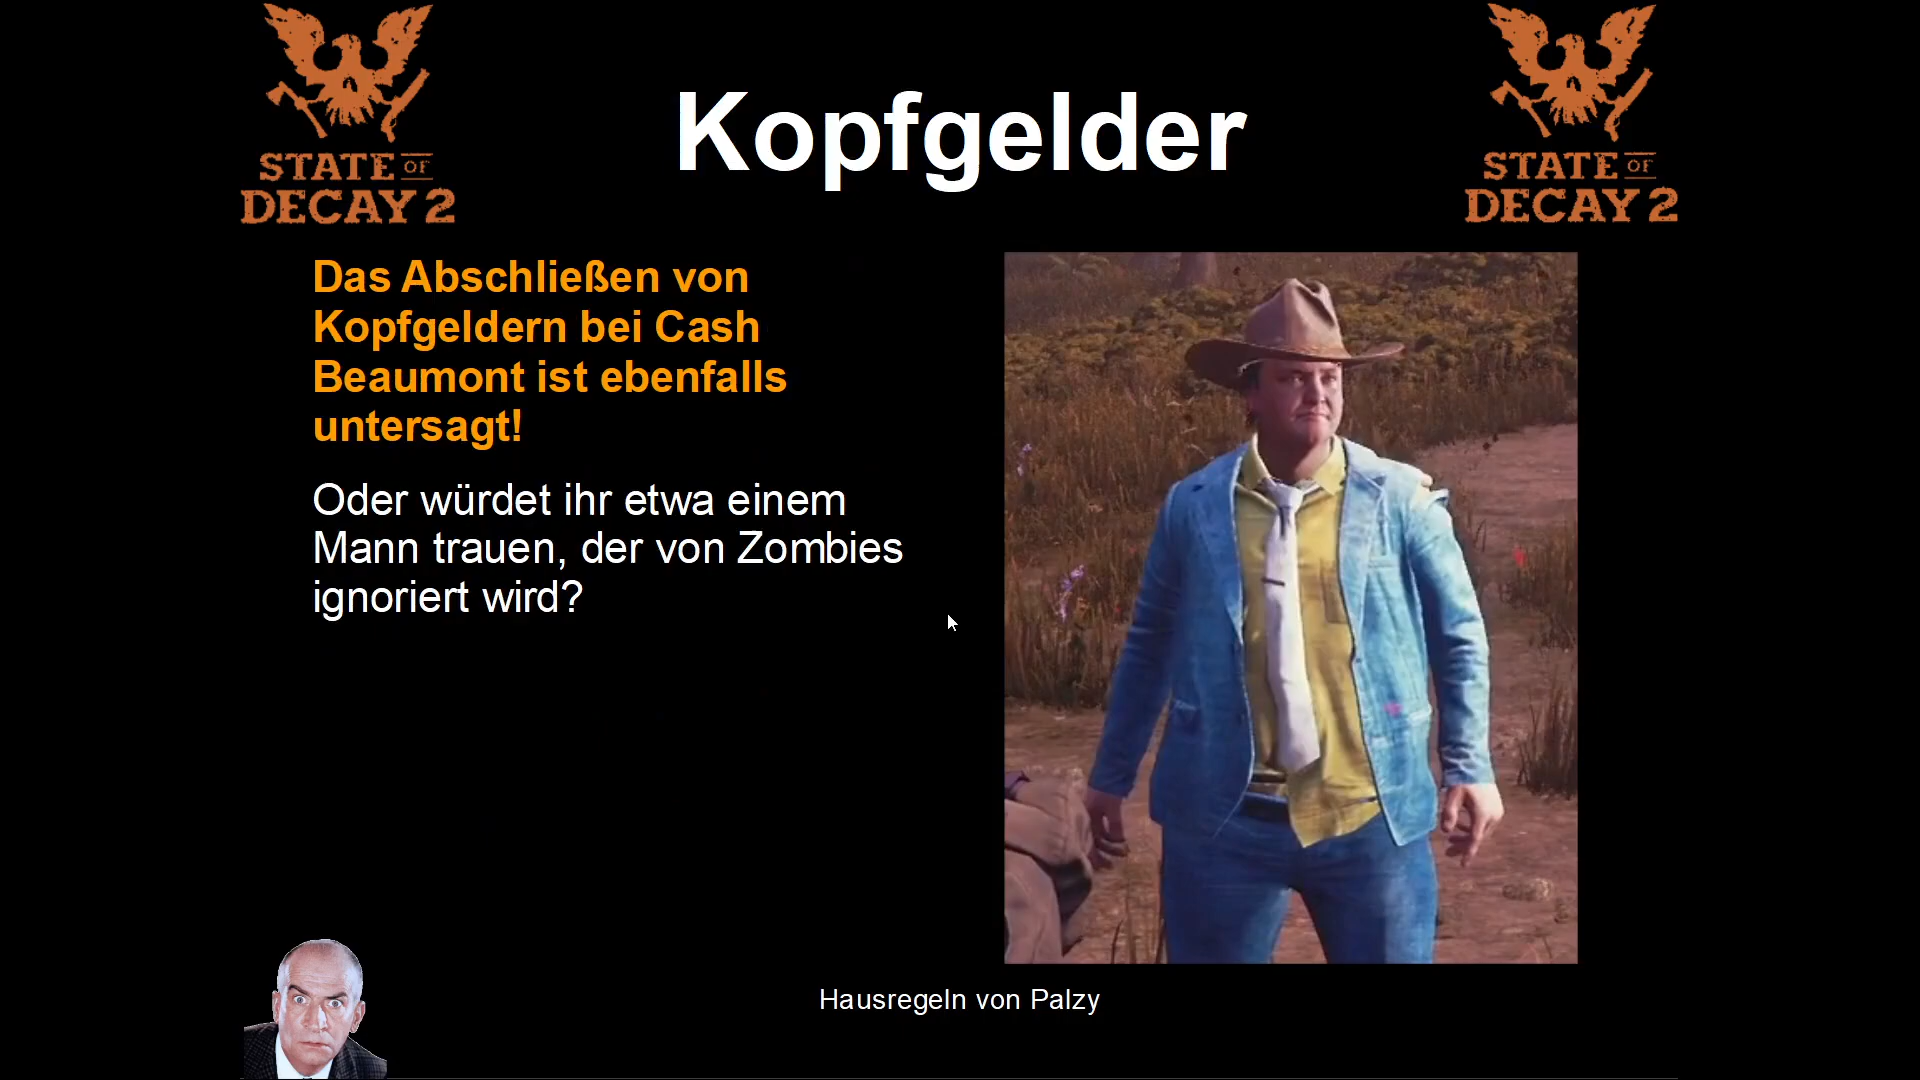 STATE OF
DECAY 2
Kopfgelder
STATE OF
DECAY 2
Das Abschließen von
Kopfgeldern bei Cash
Beaumont ist ebenfalls
untersagt!
Oder würdet ihr etwa einem
Mann trauen, der von Zombies
ignoriert wird?
Hausregeln von Palzy